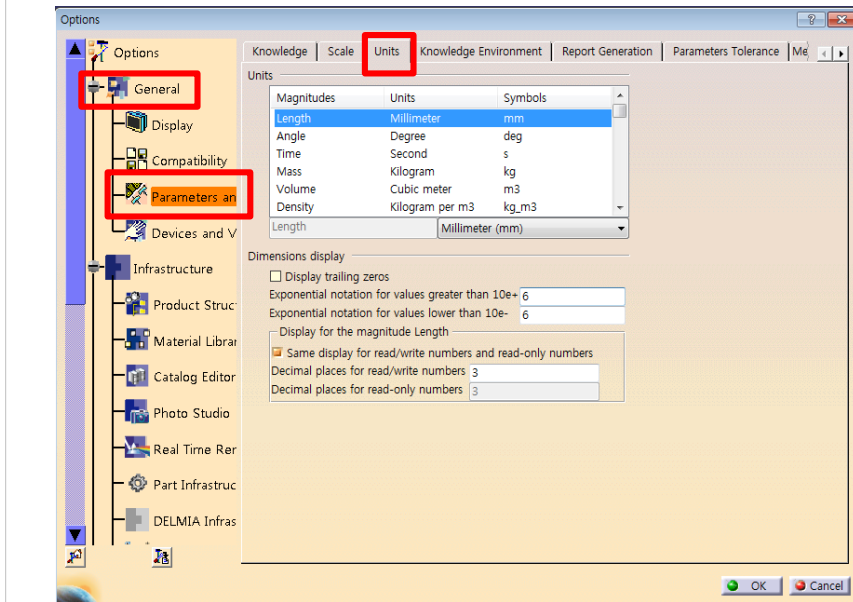 Options
Options
General
Display
Compatibility
Parameters an
Devices and V
Infrastructure
Product Struc
Material Librar
Catalog Editor
Photo Studio
Real Time Ren
Part Infrastruc
DELMIA Infras
Knowledge Scale Units Knowledge Environment Report Generation Parameters Tolerance Me
Units
Magnitudes Units Symbols
Length Millimeter mm
Angle Degree deg
Time Second s
Mass Kilogram kg
Volume Cubic meter m3
Density Kilogram per m3 kg_m3
Length Millimeter (mm)
Dimensions display
Display trailing zeros
Exponential notation for values greater than 10e+ 6
Exponential notation for values lower than 10e- 6
Display for the magnitude Length
Same display for read/write numbers and read-only numbers
Decimal places for read/write numbers 3
Decimal places for read-only numbers 3
OK Cancel